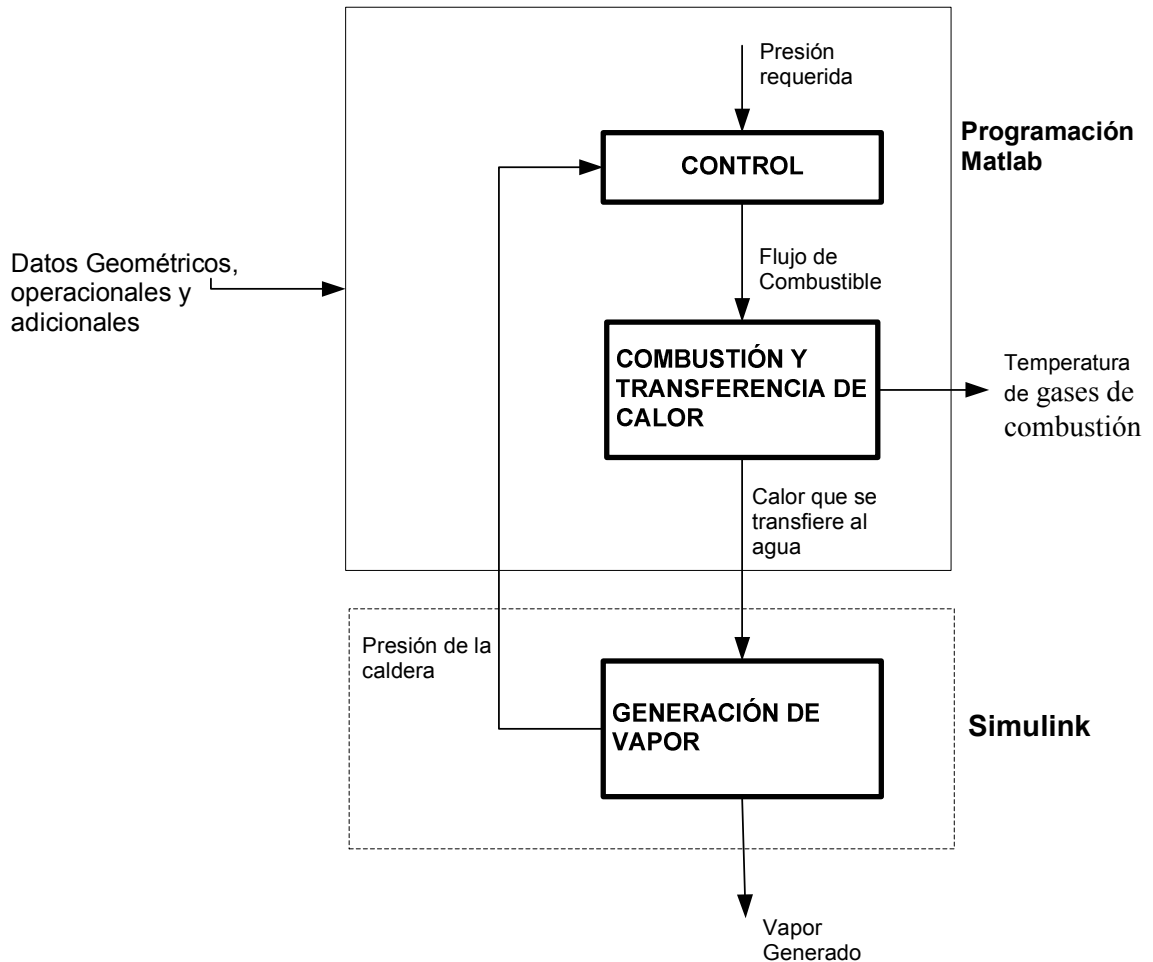 Presión
requerida
Programación
Matlab
CONTROL
Datos Geométricos,
operacionales y
adicionales
Flujo de
Combustible
COMBUSTIÓN Y
TRANSFERENCIA DE
CALOR
Temperatura
de gases de
combustión
Calor que se
transfiere al
agua
Presión de la
caldera
GENERACIÓN DE
VAPOR
Simulink
Vapor
Generado